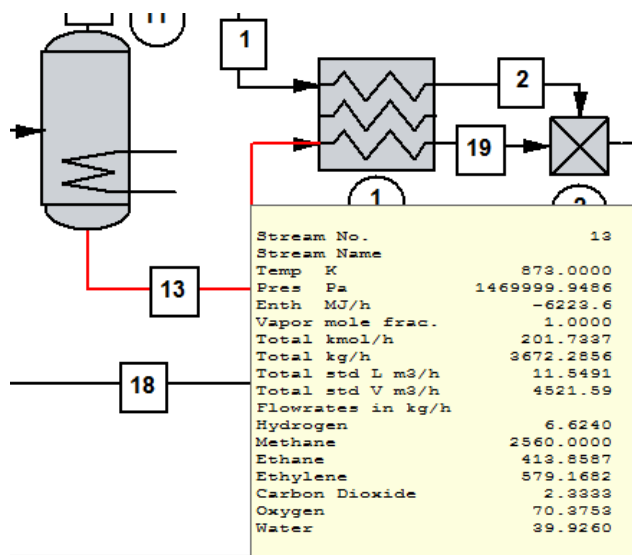 11
1
2
19
1
2
13
18
Stream No. 13
Stream Name
Temp K 873.0000
Pres Pa 1469999.9486
Enth MJ/h -6223.6
Vapor mole frac. 1.0000
Total kmol/h 201.7337
Total kg/h 3672.2856
Total std L m3/h 11.5491
Total std V m3/h 4521.59
Flowrates in kg/h
Hydrogen 6.6240
Methane 2560.0000
Ethane 413.8587
Ethylene 579.1682
Carbon Dioxide 2.3333
Oxygen 70.3753
Water 39.9260